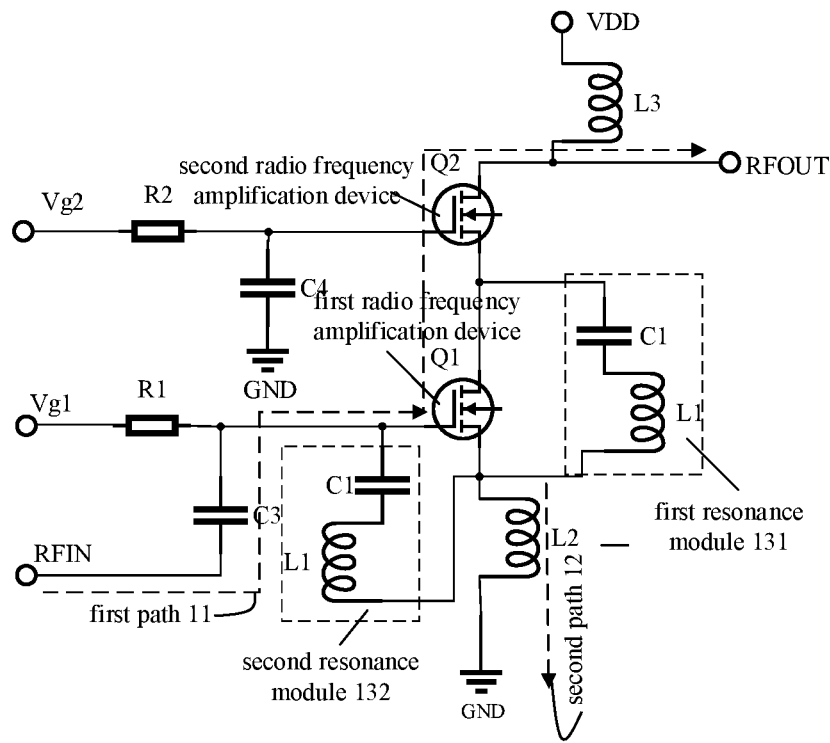 VDD
L3
RFOUT
Q2
second radio frequency
amplification device
Vg2
R2
C4
GND
first radio frequency
amplification device
Q1
C1
L1
first resonance
module 131
Vg1
R1
C3
RFIN
first path 11
C1
L1
second resonance
module 132
L2
GND
second path 12